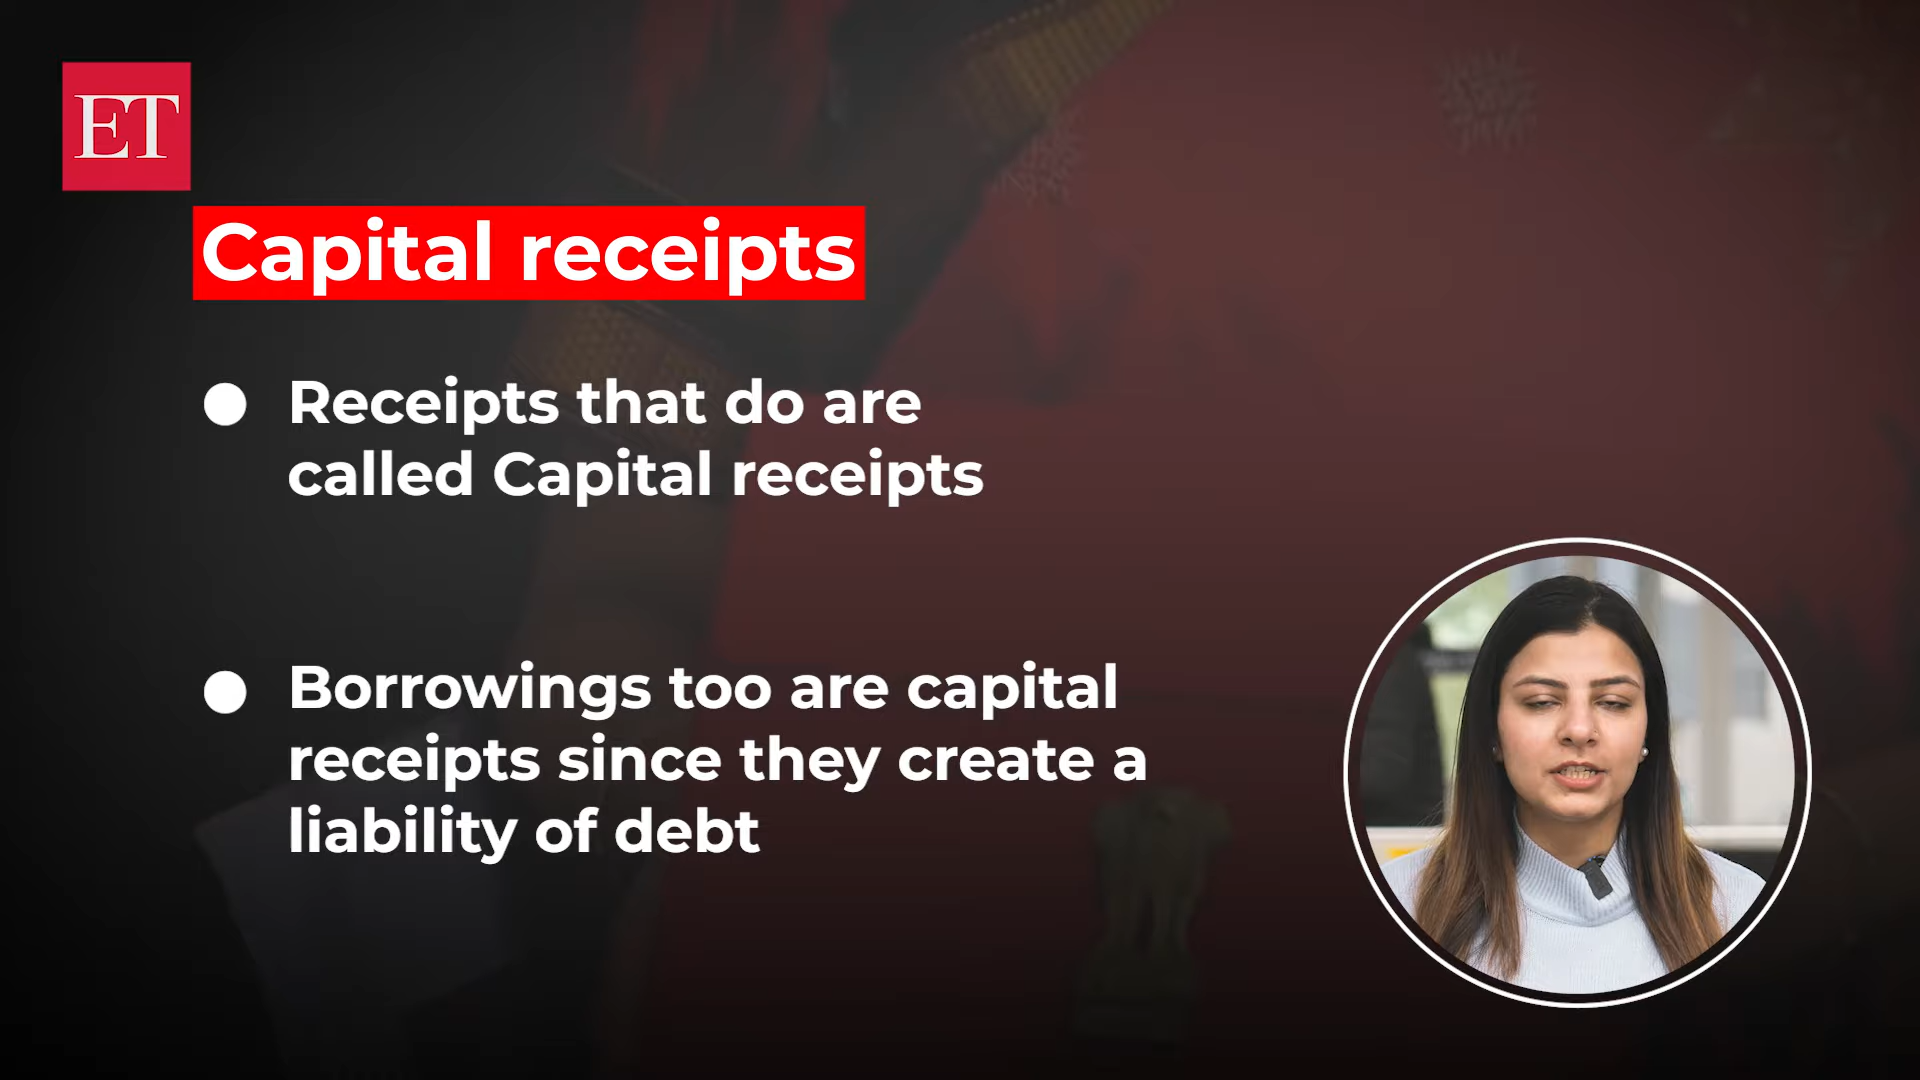 ET
Capital receipts
● Receipts that do are
called Capital receipts
● Borrowings too are capital
receipts since they create a
liability of debt